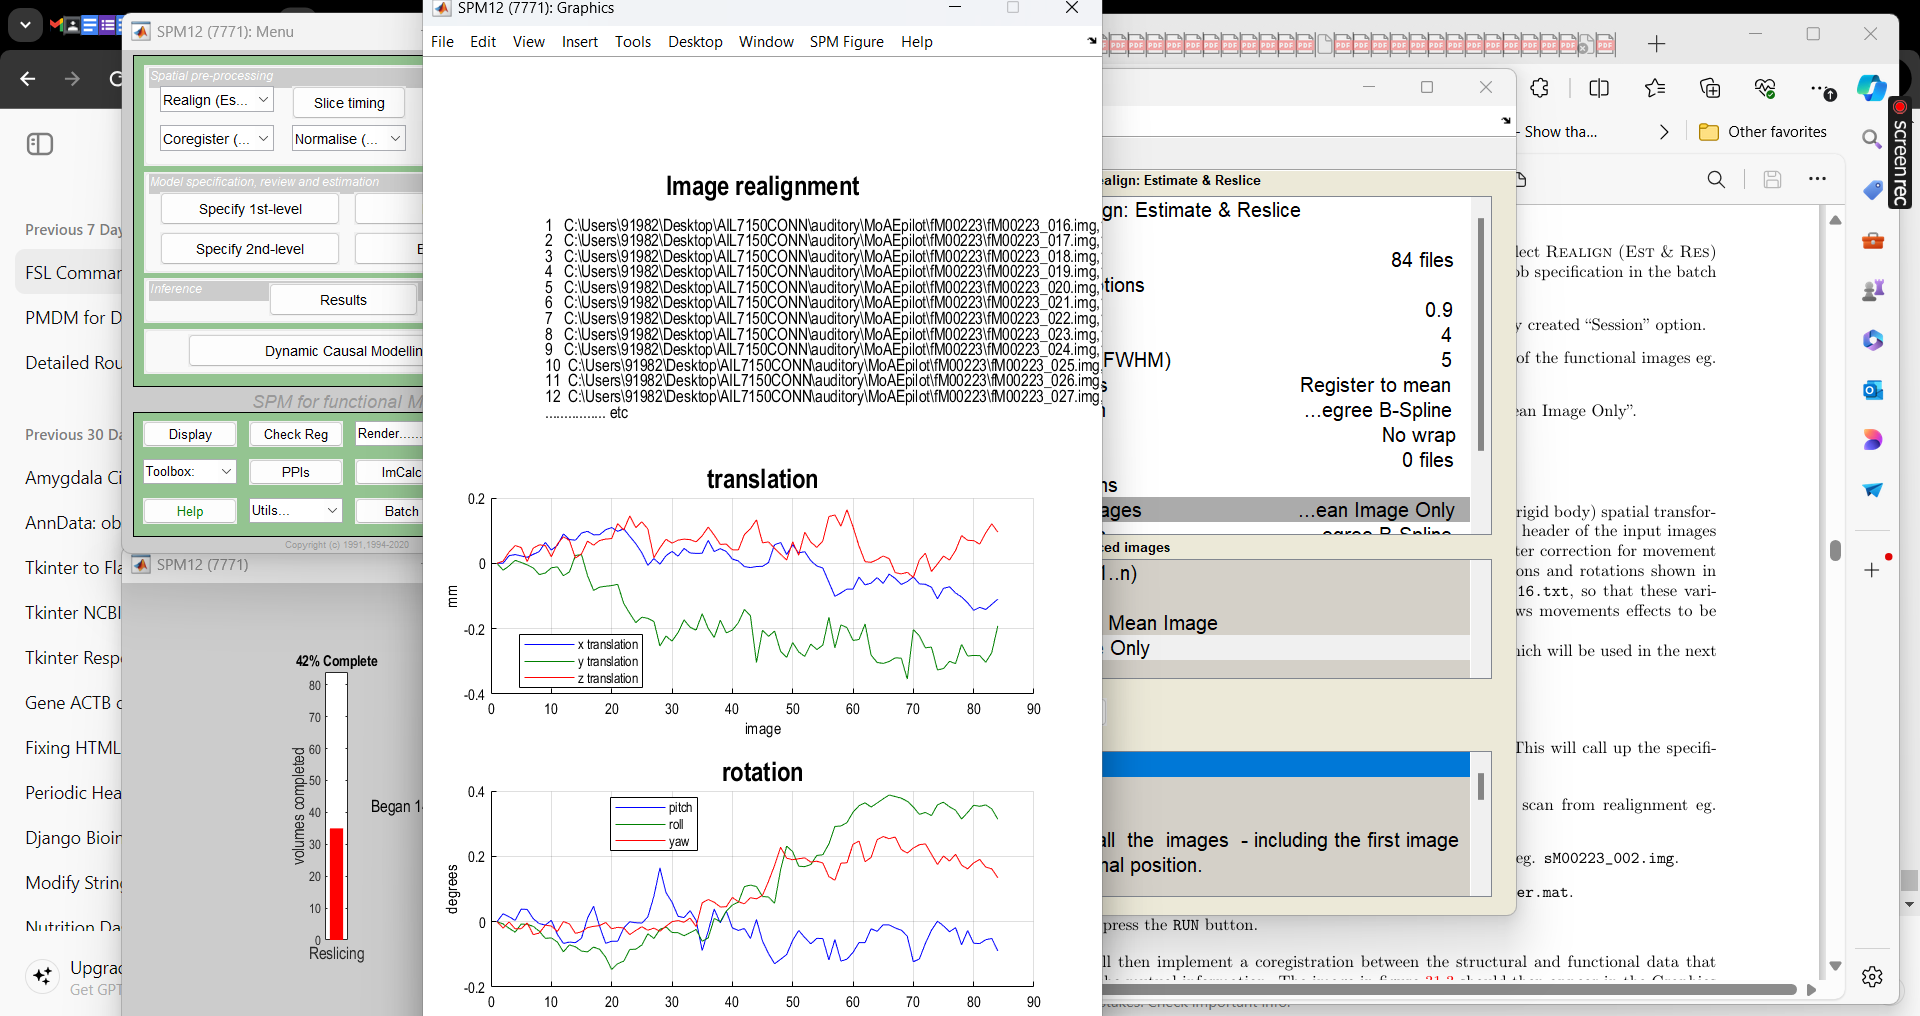 SPM12 (7771): Menu
Spatial pre-processing
Realign (Es...
Slice timing
Coregister (...
Normalise (...
Model specification, review and estimation
Specify 1st-level
Specify 2nd-level
E
Inference
Results
Dynamic Causal Modellin
SPM for functional M
Display
Check Reg
Render......
Toolbox:
PPIs
ImCalc
Help
Utils...
Batch
Copyright (c) 1991,1994-2020
SPM12 (7771)
42% Complete
80
70
60
50
40
30
20
10
0
volumes completed
Began 1
Reslicing
Previous 7 Day
FSL Comman
PMDM for D
Detailed Rou
Previous 30 Da
Amygdala Ci
AnnData: ob
Tkinter to Fla
Tkinter NCBI
Tkinter Respo
Gene ACTB c
Fixing HTML
Periodic Hea
Django Bioin
Modify String
Nutrition Da
Upgrad
Get GPT
SPM12 (7771): Graphics
File Edit View Insert Tools Desktop Window SPM Figure Help
Image realignment
1 C:\Users\91982\Desktop\AIL7150CONN\auditory\MoAEpilot\fM00223\fM00223_016.img,
2 C:\Users\91982\Desktop\AIL7150CONN\auditory\MoAEpilot\fM00223\fM00223_017.img,
3 C:\Users\91982\Desktop\AIL7150CONN\auditory\MoAEpilot\fM00223\fM00223_018.img,
4 C:\Users\91982\Desktop\AIL7150CONN\auditory\MoAEpilot\fM00223\fM00223_019.img,
5 C:\Users\91982\Desktop\AIL7150CONN\auditory\MoAEpilot\fM00223\fM00223_020.img,
6 C:\Users\91982\Desktop\AIL7150CONN\auditory\MoAEpilot\fM00223\fM00223_021.img,
7 C:\Users\91982\Desktop\AIL7150CONN\auditory\MoAEpilot\fM00223\fM00223_022.img,
8 C:\Users\91982\Desktop\AIL7150CONN\auditory\MoAEpilot\fM00223\fM00223_023.img,
9 C:\Users\91982\Desktop\AIL7150CONN\auditory\MoAEpilot\fM00223\fM00223_024.img,
10 C:\Users\91982\Desktop\AIL7150CONN\auditory\MoAEpilot\fM00223\fM00223_025.img,
11 C:\Users\91982\Desktop\AIL7150CONN\auditory\MoAEpilot\fM00223\fM00223_026.img,
12 C:\Users\91982\Desktop\AIL7150CONN\auditory\MoAEpilot\fM00223\fM00223_027.img,
................. etc
translation
0.2
0
-0.2
-0.4
mm
x translation
y translation
z translation
0 10 20 30 40 50 60 70 80 90
image
rotation
0.4
0.2
0
-0.2
degrees
pitch
roll
yaw
0 10 20 30 40 50 60 70 80 90
ealign: Estimate & Reslice
gn: Estimate & Reslice
84 files
tions
0.9
4
FWHM) 5
s Register to mean
n ...egree B-Spline
No wrap
0 files
ns
ages ...ean Image Only
ced images
1..n)
Mean Image
e Only
all the images - including the first image
nal position.
- Show tha...
Other favorites
screenrec
lect REALIGN (EST & RES)
ob specification in the batch
y created “Session” option.
of the functional images eg.
ean Image Only”.
rigid body) spatial transfor-
header of the input images
ter correction for movement
ons and rotations shown in
16.txt, so that these vari-
ws movements effects to be
hich will be used in the next
This will call up the specifi-
scan from realignment eg.
eg. sM00223_002.img.
er.mat.
press the RUN button.
ll then implement a coregistration between the structural and functional data that